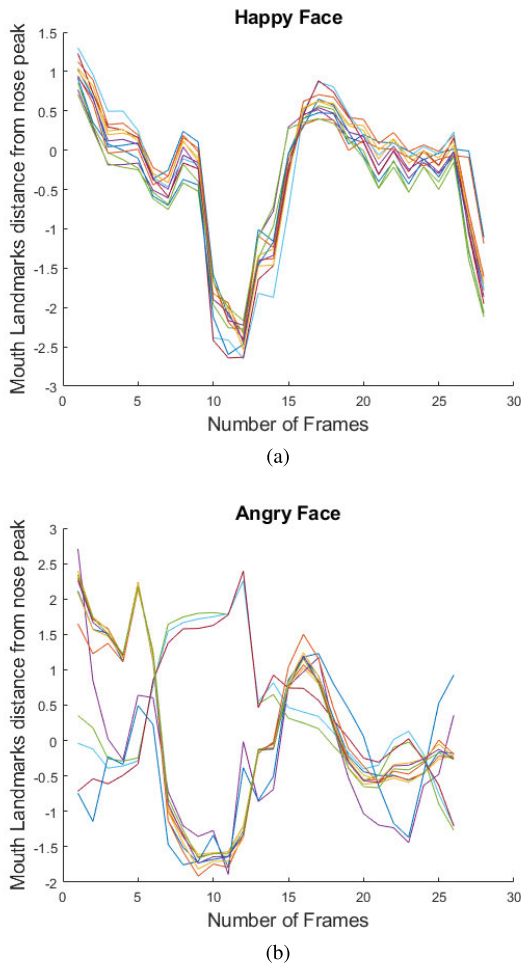 Happy Face
Mouth Landmarks distance from nose peak
1.5
1
0.5
0
-0.5
-1
-1.5
-2
-2.5
-3
0 5 10 15 20 25 30
Number of Frames
(a)
Angry Face
Mouth Landmarks distance from nose peak
3
2.5
2
1.5
1
0.5
0
-0.5
-1
-1.5
-2
0 5 10 15 20 25 30
Number of Frames
(b)